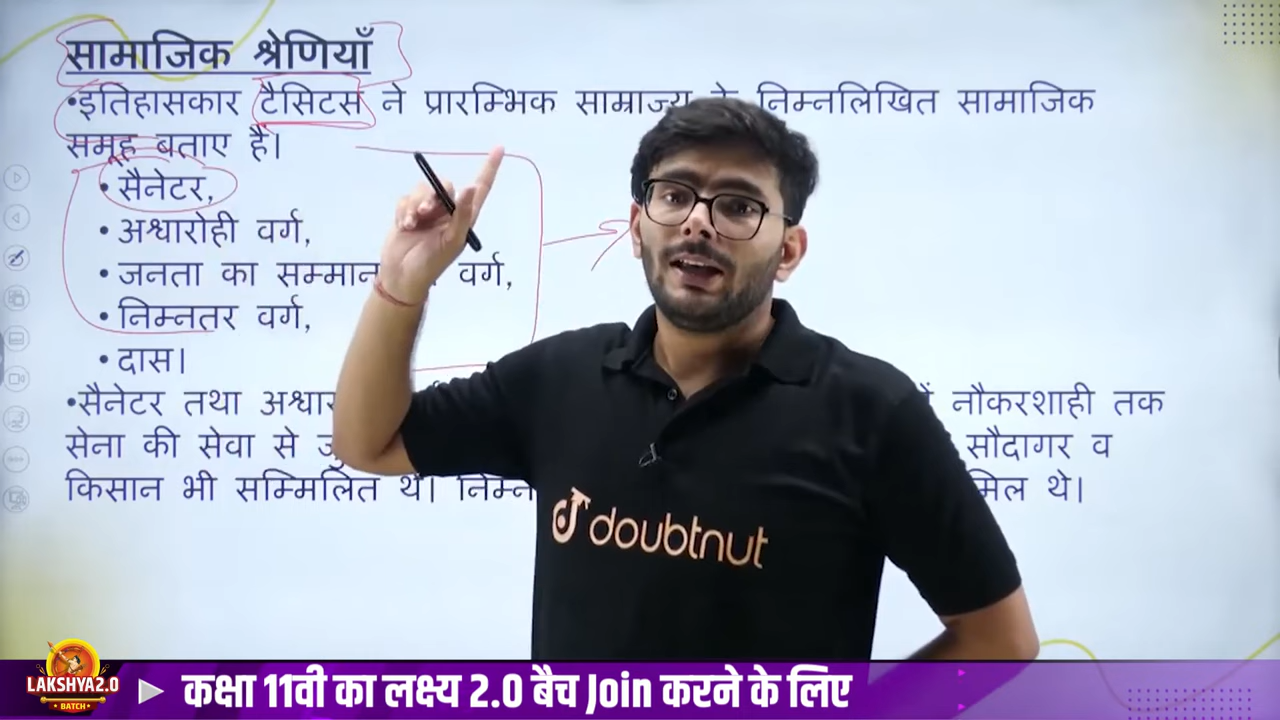 सामाजिक श्रेणियाँ
•इतिहासकार टैसिटस ने प्रारम्भिक साम्राज्य के निम्नलिखित सामाजिक
समूह बताए हैं।
• सैनेटर,
• अश्वारोही वर्ग,
• जनता का सम्मान वर्ग,
• निम्नतर वर्ग,
• दास।
•सैनेटर तथा नौकरशाही तक
सेना की सेवा से सौदागर व
किसान भी सम्मिलित थे। थे।
doubtnut
LAKSHYA2.0
BATCH
कक्षा 11वी का लक्ष्य 2.0 बैच Join करने के लिए